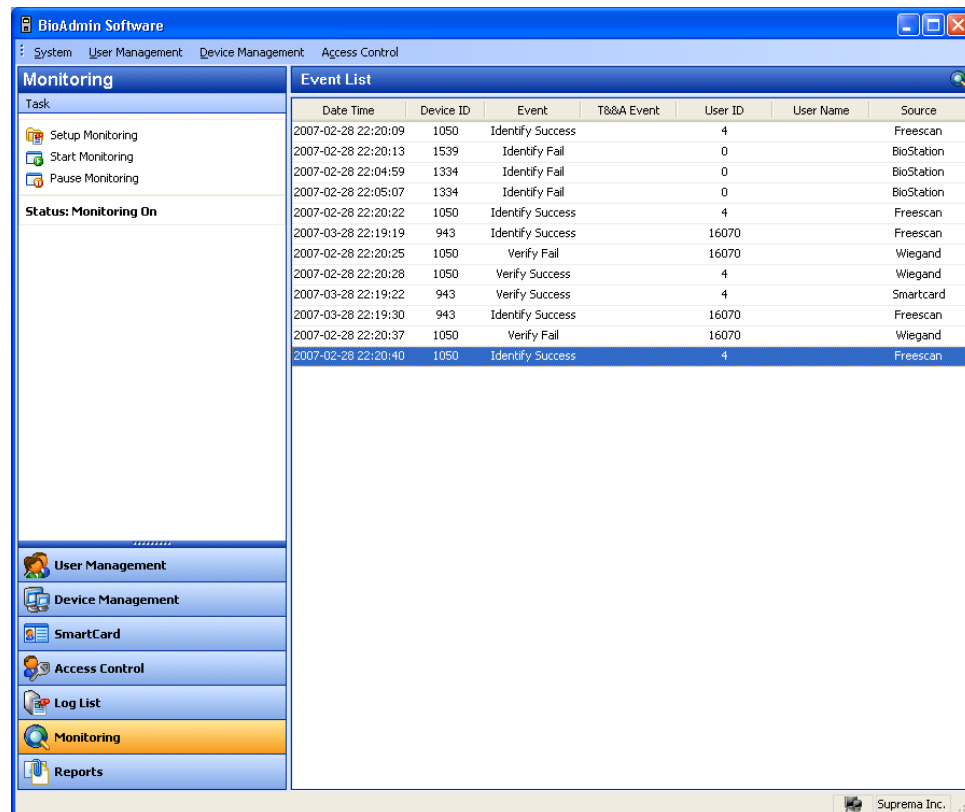 BioAdmin Software
System User Management Device Management Access Control
Monitoring
Task
Setup Monitoring
Start Monitoring
Pause Monitoring
Status: Monitoring On
User Management
Device Management
SmartCard
Access Control
Log List
Monitoring
Reports
Event List
Date Time Device ID Event T&&A Event User ID User Name Source
2007-02-28 22:20:09 1050 Identify Success 4 Freescan
2007-02-28 22:20:13 1539 Identify Fail 0 BioStation
2007-02-28 22:04:59 1334 Identify Fail 0 BioStation
2007-02-28 22:05:07 1334 Identify Fail 0 BioStation
2007-02-28 22:20:22 1050 Identify Success 4 Freescan
2007-03-28 22:19:19 943 Identify Success 16070 Freescan
2007-02-28 22:20:25 1050 Verify Fail 16070 Wiegand
2007-02-28 22:20:28 1050 Verify Success 4 Wiegand
2007-03-28 22:19:22 943 Verify Success 4 Smartcard
2007-03-28 22:19:30 943 Identify Success 16070 Freescan
2007-02-28 22:20:37 1050 Verify Fail 16070 Wiegand
2007-02-28 22:20:40 1050 Identify Success 4 Freescan
Suprema Inc.